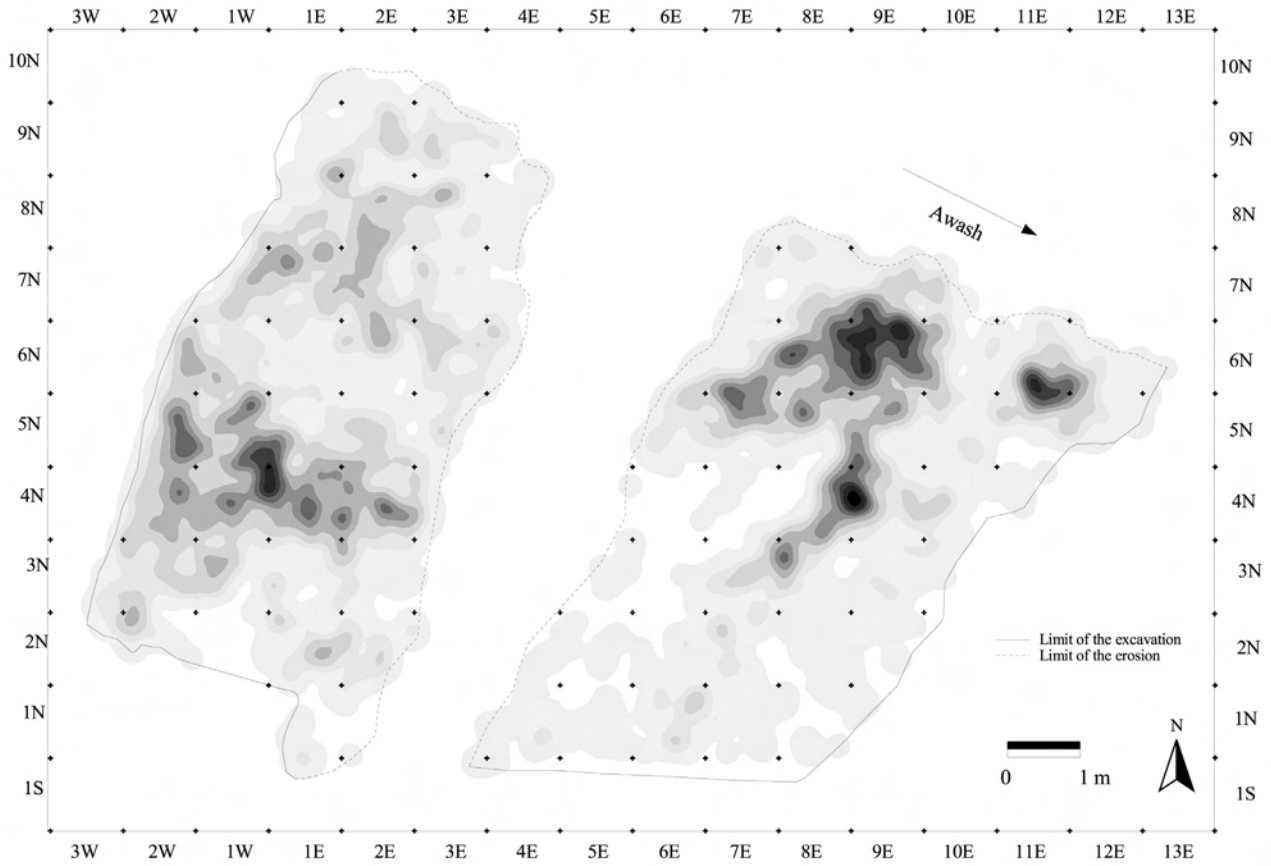 3W 2W 1W 1E 2E 3E 4E 5E 6E 7E 8E 9E 10E 11E 12E 13E
10N 10N
9N 9N
8N 8N
Awash
7N 7N
6N 6N
5N 5N
4N 4N
3N 3N
2N 2N
Limit of the excavation
Limit of the erosion
1N 1N
N
0 1 m
1S 1S
3W 2W 1W 1E 2E 3E 4E 5E 6E 7E 8E 9E 10E 11E 12E 13E